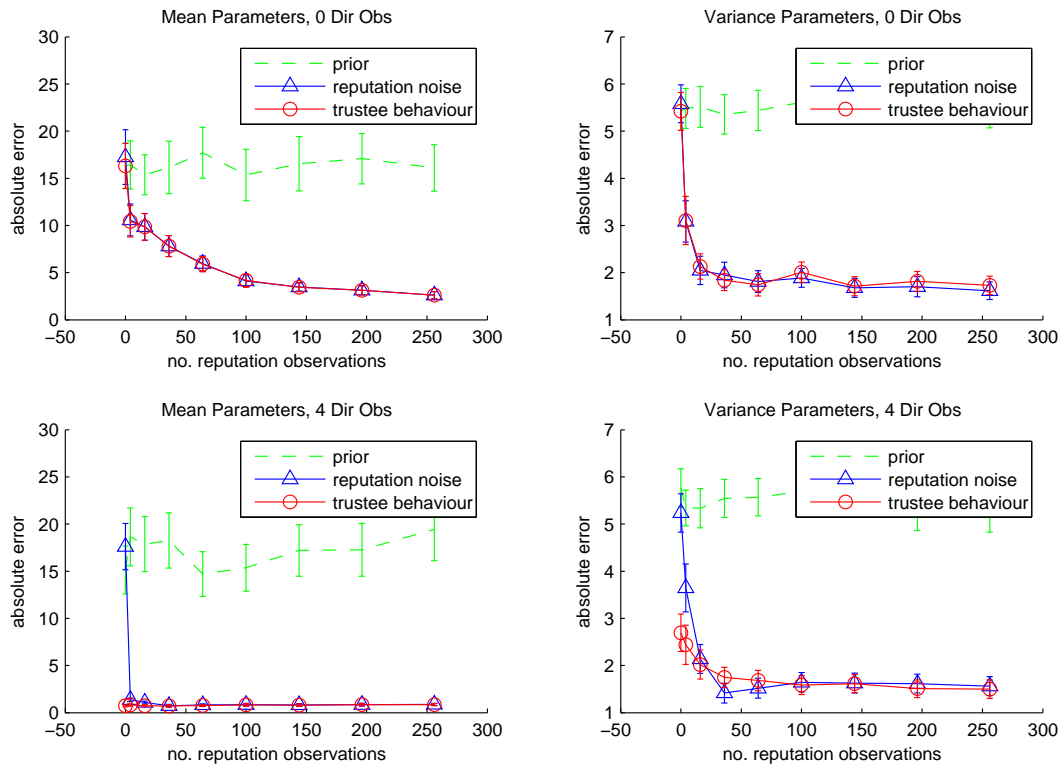 Mean Parameters, 0 Dir Obs
30
25
20
15
10
5
0
absolute error
−50 0 50 100 150 200 250 300
no. reputation observations
prior
reputation noise
trustee behaviour
Variance Parameters, 0 Dir Obs
7
6
5
4
3
2
1
absolute error
−50 0 50 100 150 200 250 300
no. reputation observations
prior
reputation noise
trustee behaviour
Mean Parameters, 4 Dir Obs
30
25
20
15
10
5
0
absolute error
−50 0 50 100 150 200 250 300
no. reputation observations
prior
reputation noise
trustee behaviour
Variance Parameters, 4 Dir Obs
7
6
5
4
3
2
1
absolute error
−50 0 50 100 150 200 250 300
no. reputation observations
prior
reputation noise
trustee behaviour